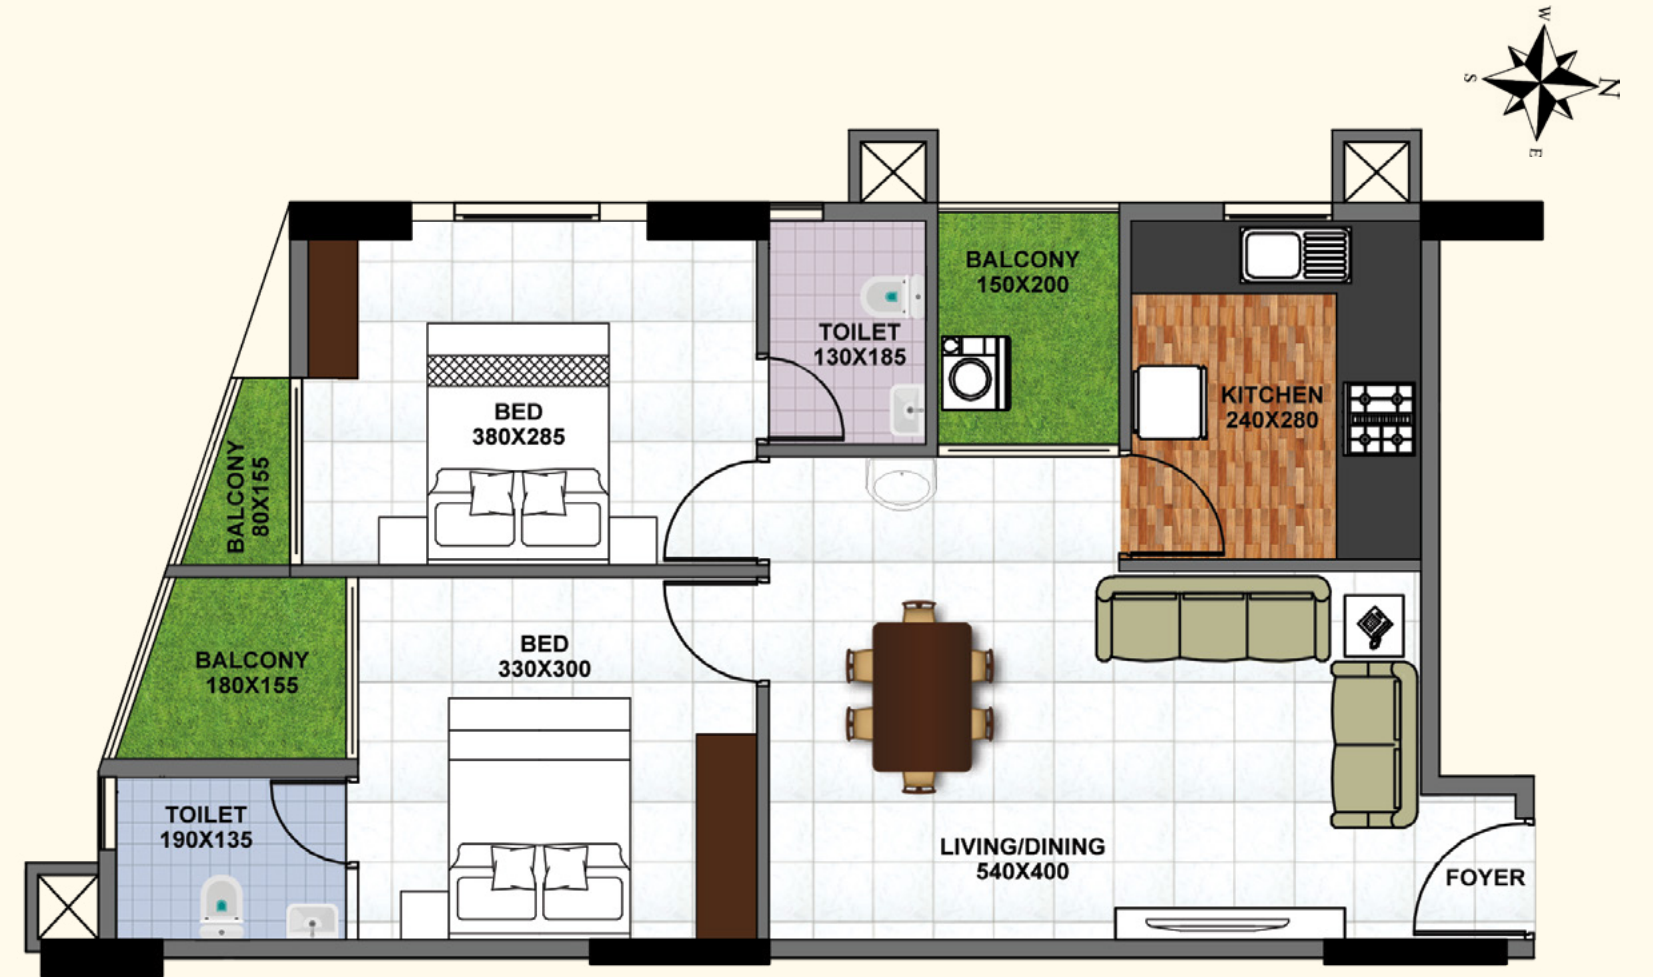 W
S
N
E
BALCONY
150X200
TOILET
130X185
KITCHEN
240X280
BED
380X285
BALCONY
80X155
BED
330X300
BALCONY
180X155
TOILET
190X135
LIVING/DINING
540X400
FOYER